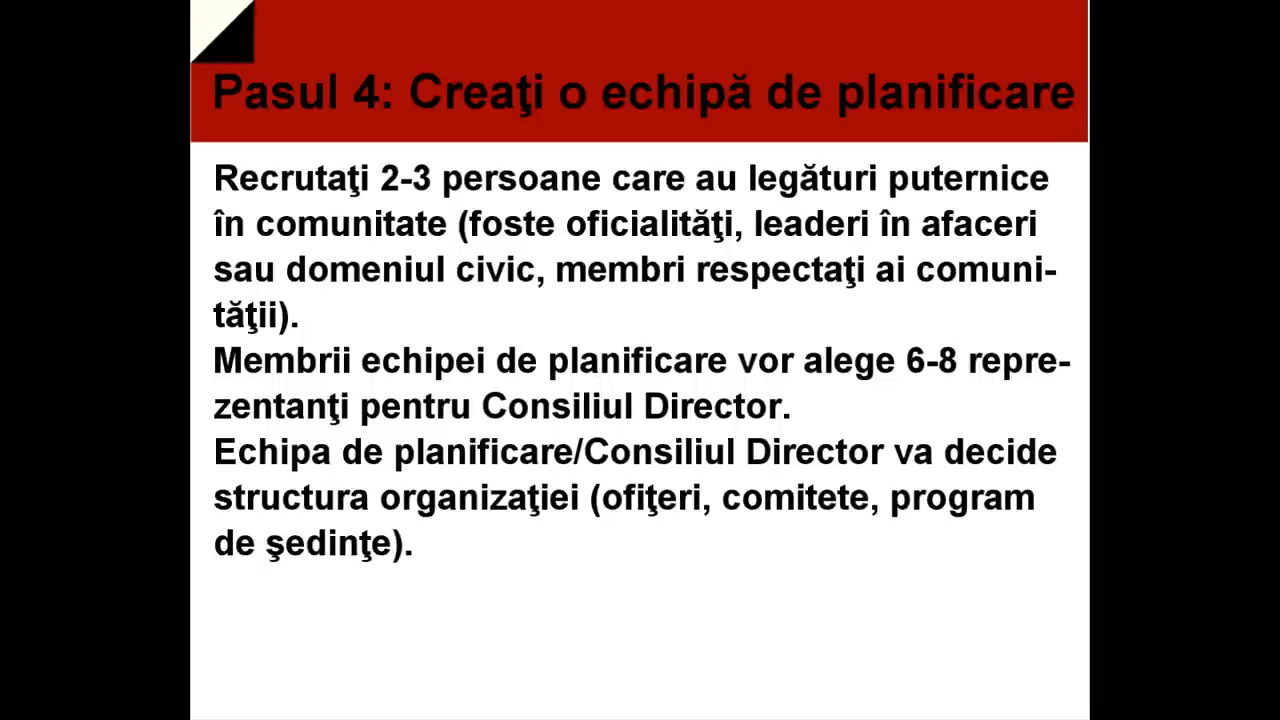 Pasul 4: Creaţi o echipă de planificare
Recrutaţi 2-3 persoane care au legături puternice
în comunitate (foste oficialităţi, leaderi în afaceri
sau domeniul civic, membri respectaţi ai comuni-
tăţii).
Membrii echipei de planificare vor alege 6-8 repre-
zentanţi pentru Consiliul Director.
Echipa de planificare/Consiliul Director va decide
structura organizaţiei (ofiţeri, comitete, program
de şedinţe).